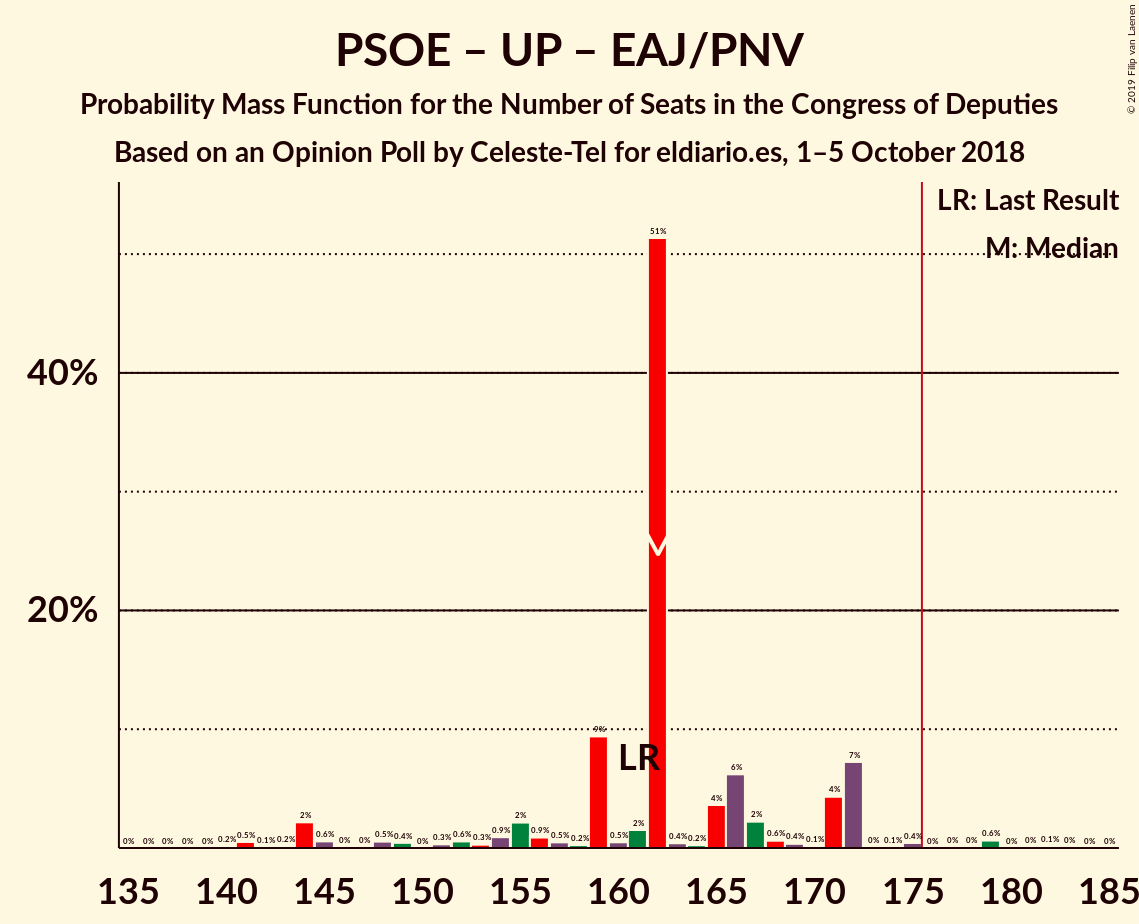 PSOE – UP – EAJ/PNV
Probability Mass Function for the Number of Seats in the Congress of Deputies
Based on an Opinion Poll by Celeste-Tel for eldiario.es, 1–5 October 2018
© 2019 Filip van Laenen
LR: Last Result
M: Median
40%
20%
0% 0% 0% 0% 0% 0.2% 0.5% 0.1% 0.2% 2% 0.6% 0% 0% 0.5% 0.4% 0% 0.3% 0.6% 0.3% 0.9% 2% 0.9% 0.5% 0.2% 9% 0.5% 2% 51% 0.4% 0.2% 4% 6% 2% 0.6% 0.4% 0.1% 4% 7% 0% 0.1% 0.4% 0% 0% 0% 0.6% 0% 0% 0.1% 0% 0% 0%
LR
135 140 145 150 155 160 165 170 175 180 185